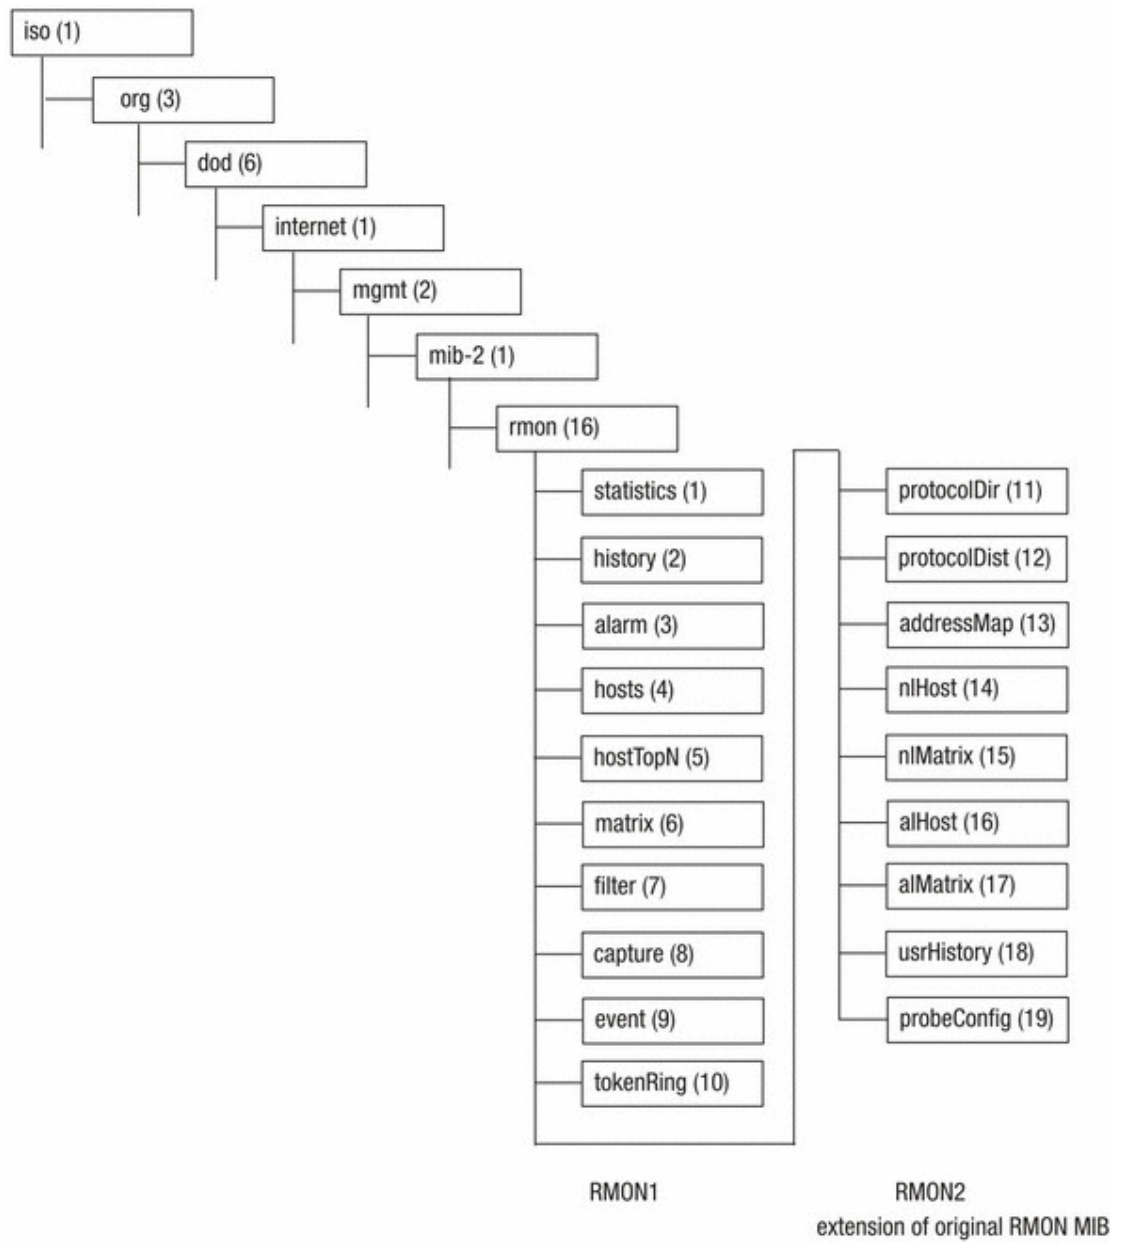 iso (1)
org (3)
dod (6)
internet (1)
mgmt (2)
mib-2 (1)
rmon (16)
statistics (1)
history (2)
alarm (3)
hosts (4)
hostTopN (5)
matrix (6)
filter (7)
capture (8)
event (9)
tokenRing (10)
RMON1
protocolDir (11)
protocolDist (12)
addressMap (13)
nlHost (14)
nlMatrix (15)
alHost (16)
alMatrix (17)
usrHistory (18)
probeConfig (19)
RMON2
extension of original RMON MIB